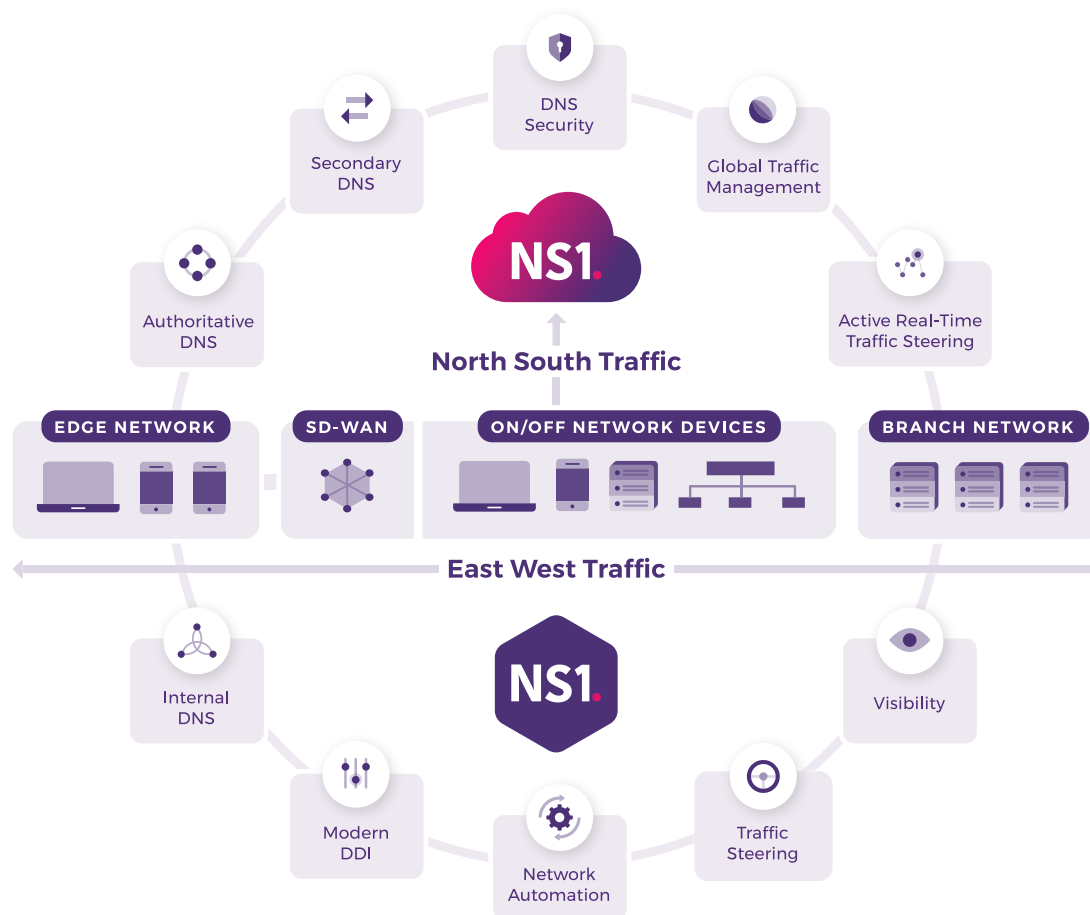 DNS
Security
Secondary
DNS
Global Traffic
Management
NS1.
Authoritative
DNS
Active Real-Time
Traffic Steering
North South Traffic
EDGE NETWORK
SD-WAN
ON/OFF NETWORK DEVICES
BRANCH NETWORK
East West Traffic
NS1.
Internal
DNS
Visibility
Modern
DDI
Traffic
Steering
Network
Automation